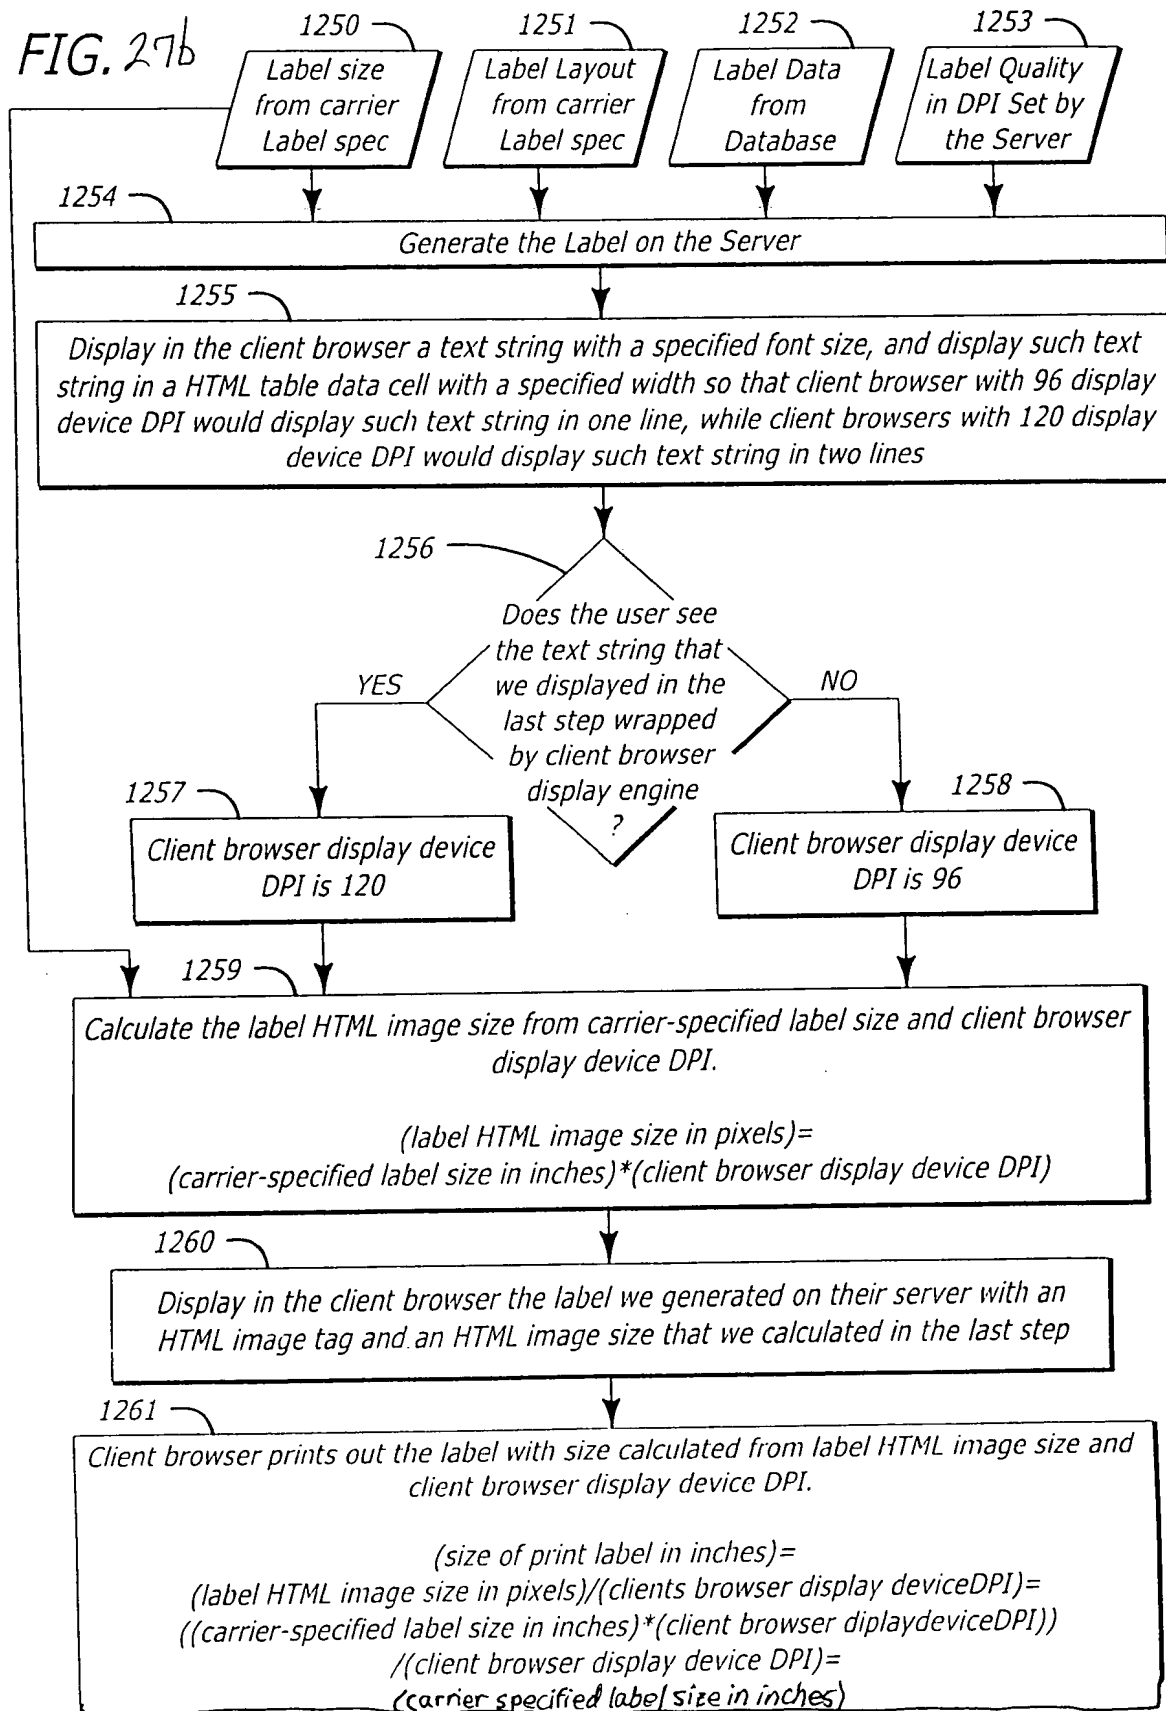 FIG. 27b
1250
1251
1252
1253
Label size
from carrier
Label spec
Label Layout
from carrier
Label spec
Label Data
from
Database
Label Quality
in DPI Set by
the Server
1254
Generate the Label on the Server
1255
Display in the client browser a text string with a specified font size, and display such text
string in a HTML table data cell with a specified width so that client browser with 96 display
device DPI would display such text string in one line, while client browsers with 120 display
device DPI would display such text string in two lines
1256
Does the user see
the text string that
we displayed in the
last step wrapped
by client browser
display engine
?
YES
NO
1257
Client browser display device
DPI is 120
1258
Client browser display device
DPI is 96
1259
Calculate the label HTML image size from carrier-specified label size and client browser
display device DPI.
(label HTML image size in pixels)=
(carrier-specified label size in inches)*(client browser display device DPI)
1260
Display in the client browser the label we generated on their server with an
HTML image tag and an HTML image size that we calculated in the last step
1261
Client browser prints out the label with size calculated from label HTML image size and
client browser display device DPI.
(size of print label in inches)=
(label HTML image size in pixels)/(clients browser display deviceDPI)=
((carrier-specified label size in inches)*(client browser diplaydeviceDPI))
/(client browser display device DPI)=
(carrier specified label size in inches)